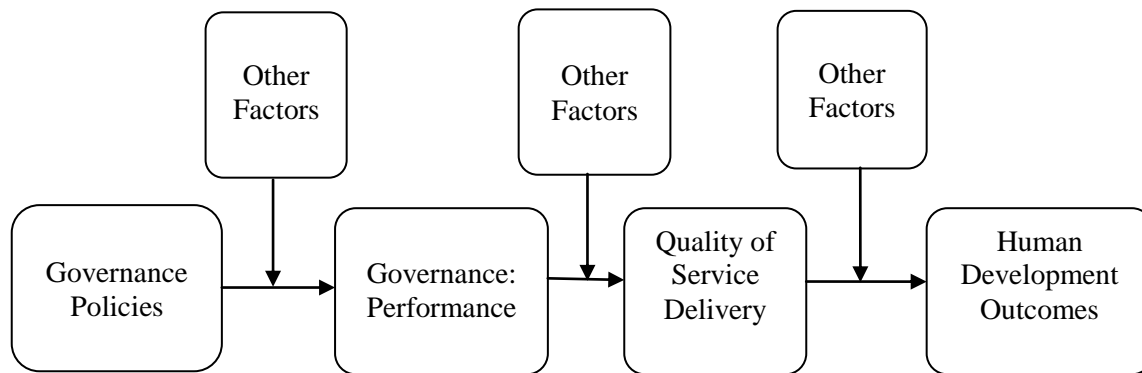 Other
Factors
Other
Factors
Other
Factors
Governance
Policies
Governance:
Performance
Quality of
Service
Delivery
Human
Development
Outcomes